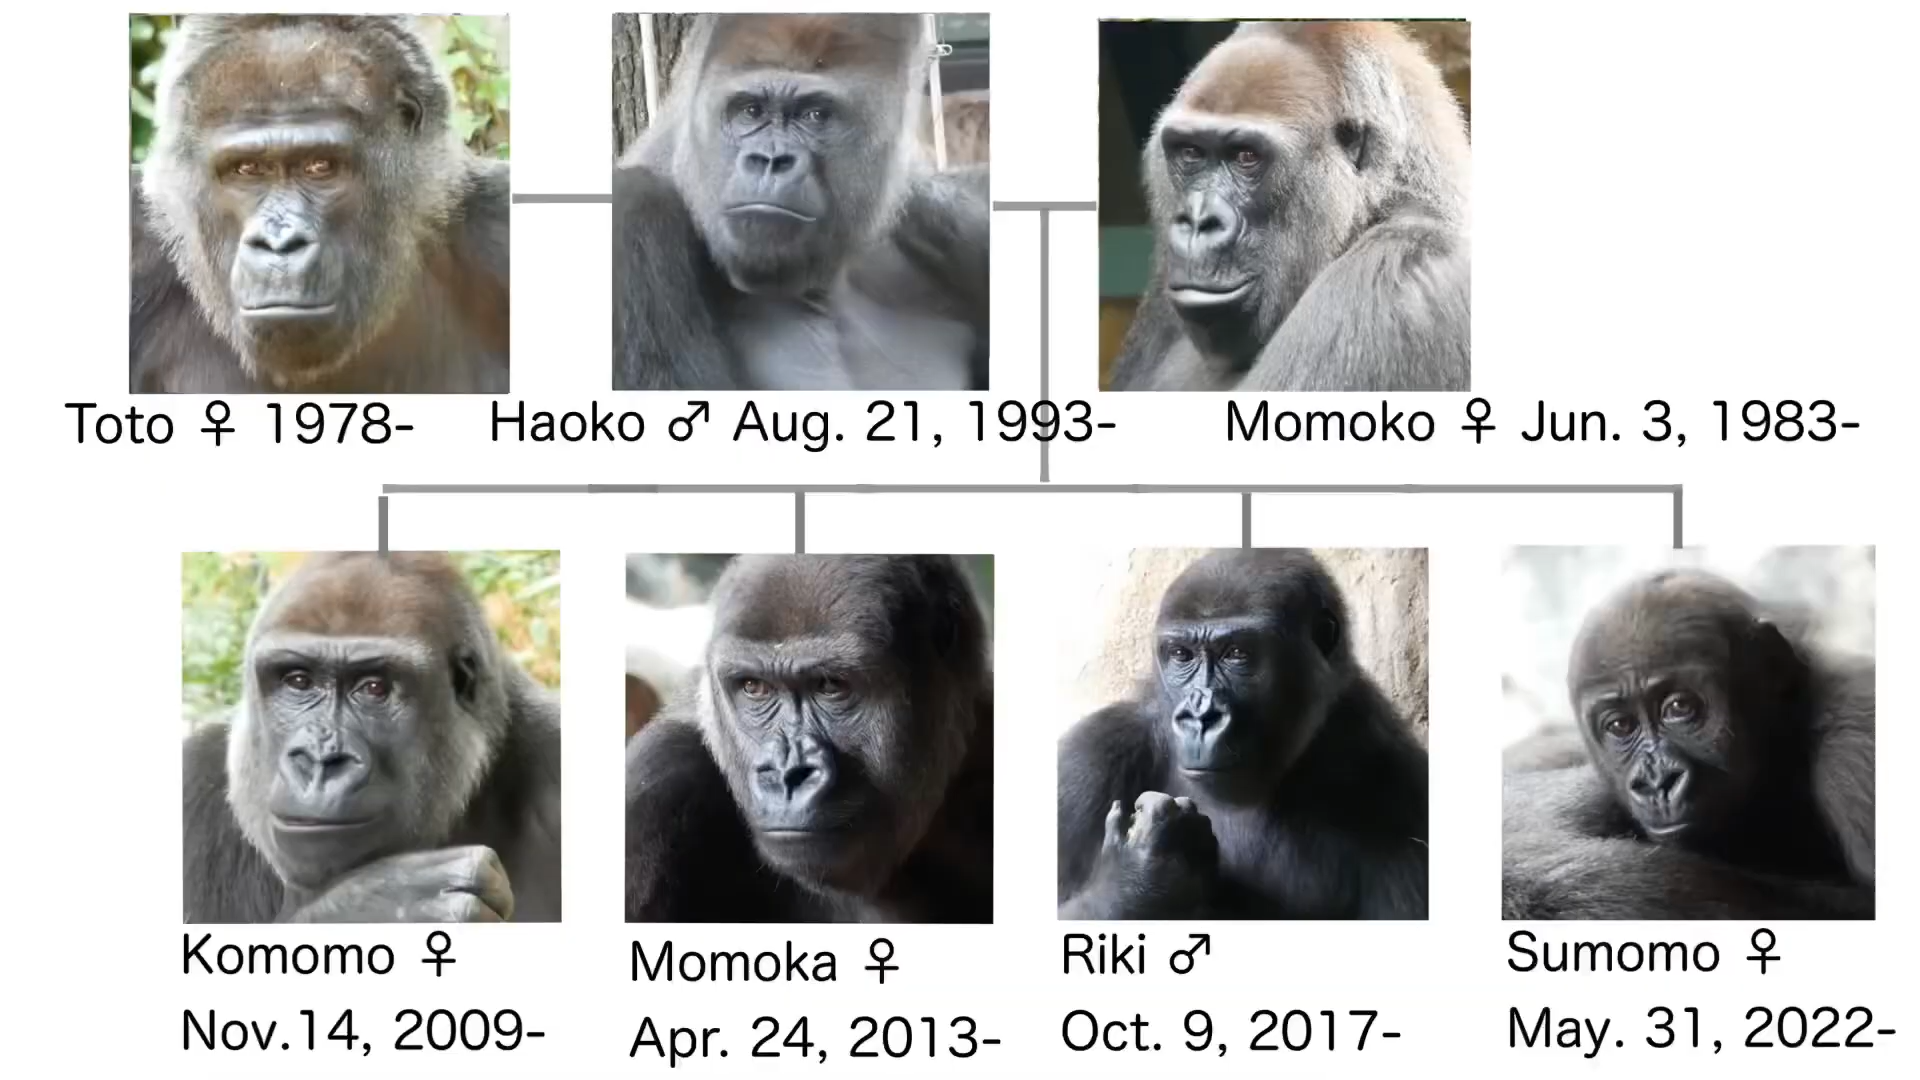 Toto ♀ 1978-
Haoko ♂ Aug. 21, 1993-
Momoko ♀ Jun. 3, 1983-
Komomo ♀
Nov.14, 2009-
Momoka ♀
Apr. 24, 2013-
Riki ♂
Oct. 9, 2017-
Sumomo ♀
May. 31, 2022-